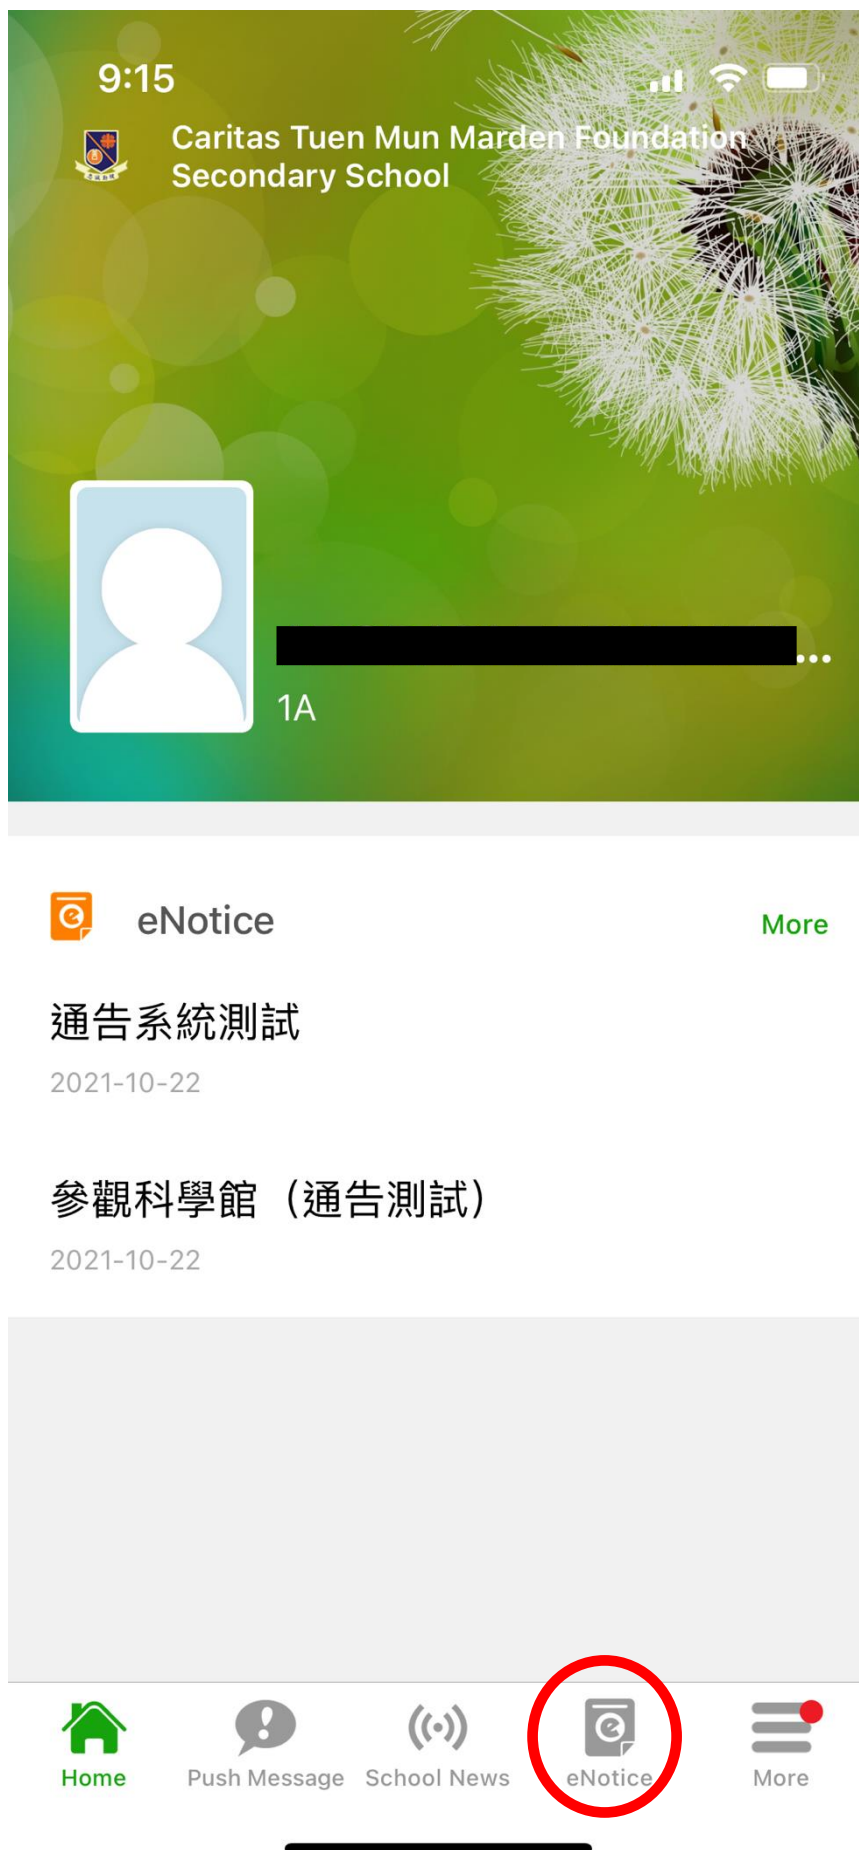 9:15
Caritas Tuen Mun Marden Foundation
Secondary School
...
1A
eNotice
More
通告系統測試
2021-10-22
參觀科學館（通告測試）
2021-10-22
Home
Push Message
School News
eNotice
More